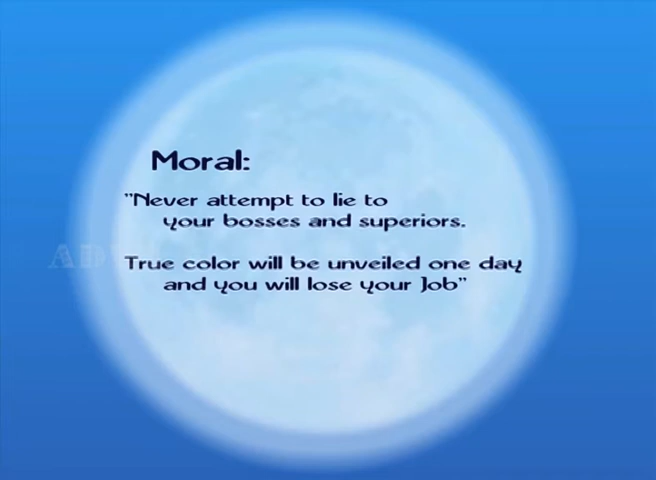 Moral:
"Never attempt to lie to
your bosses and superiors.
True color will be unveiled one day
and you will lose your Job"